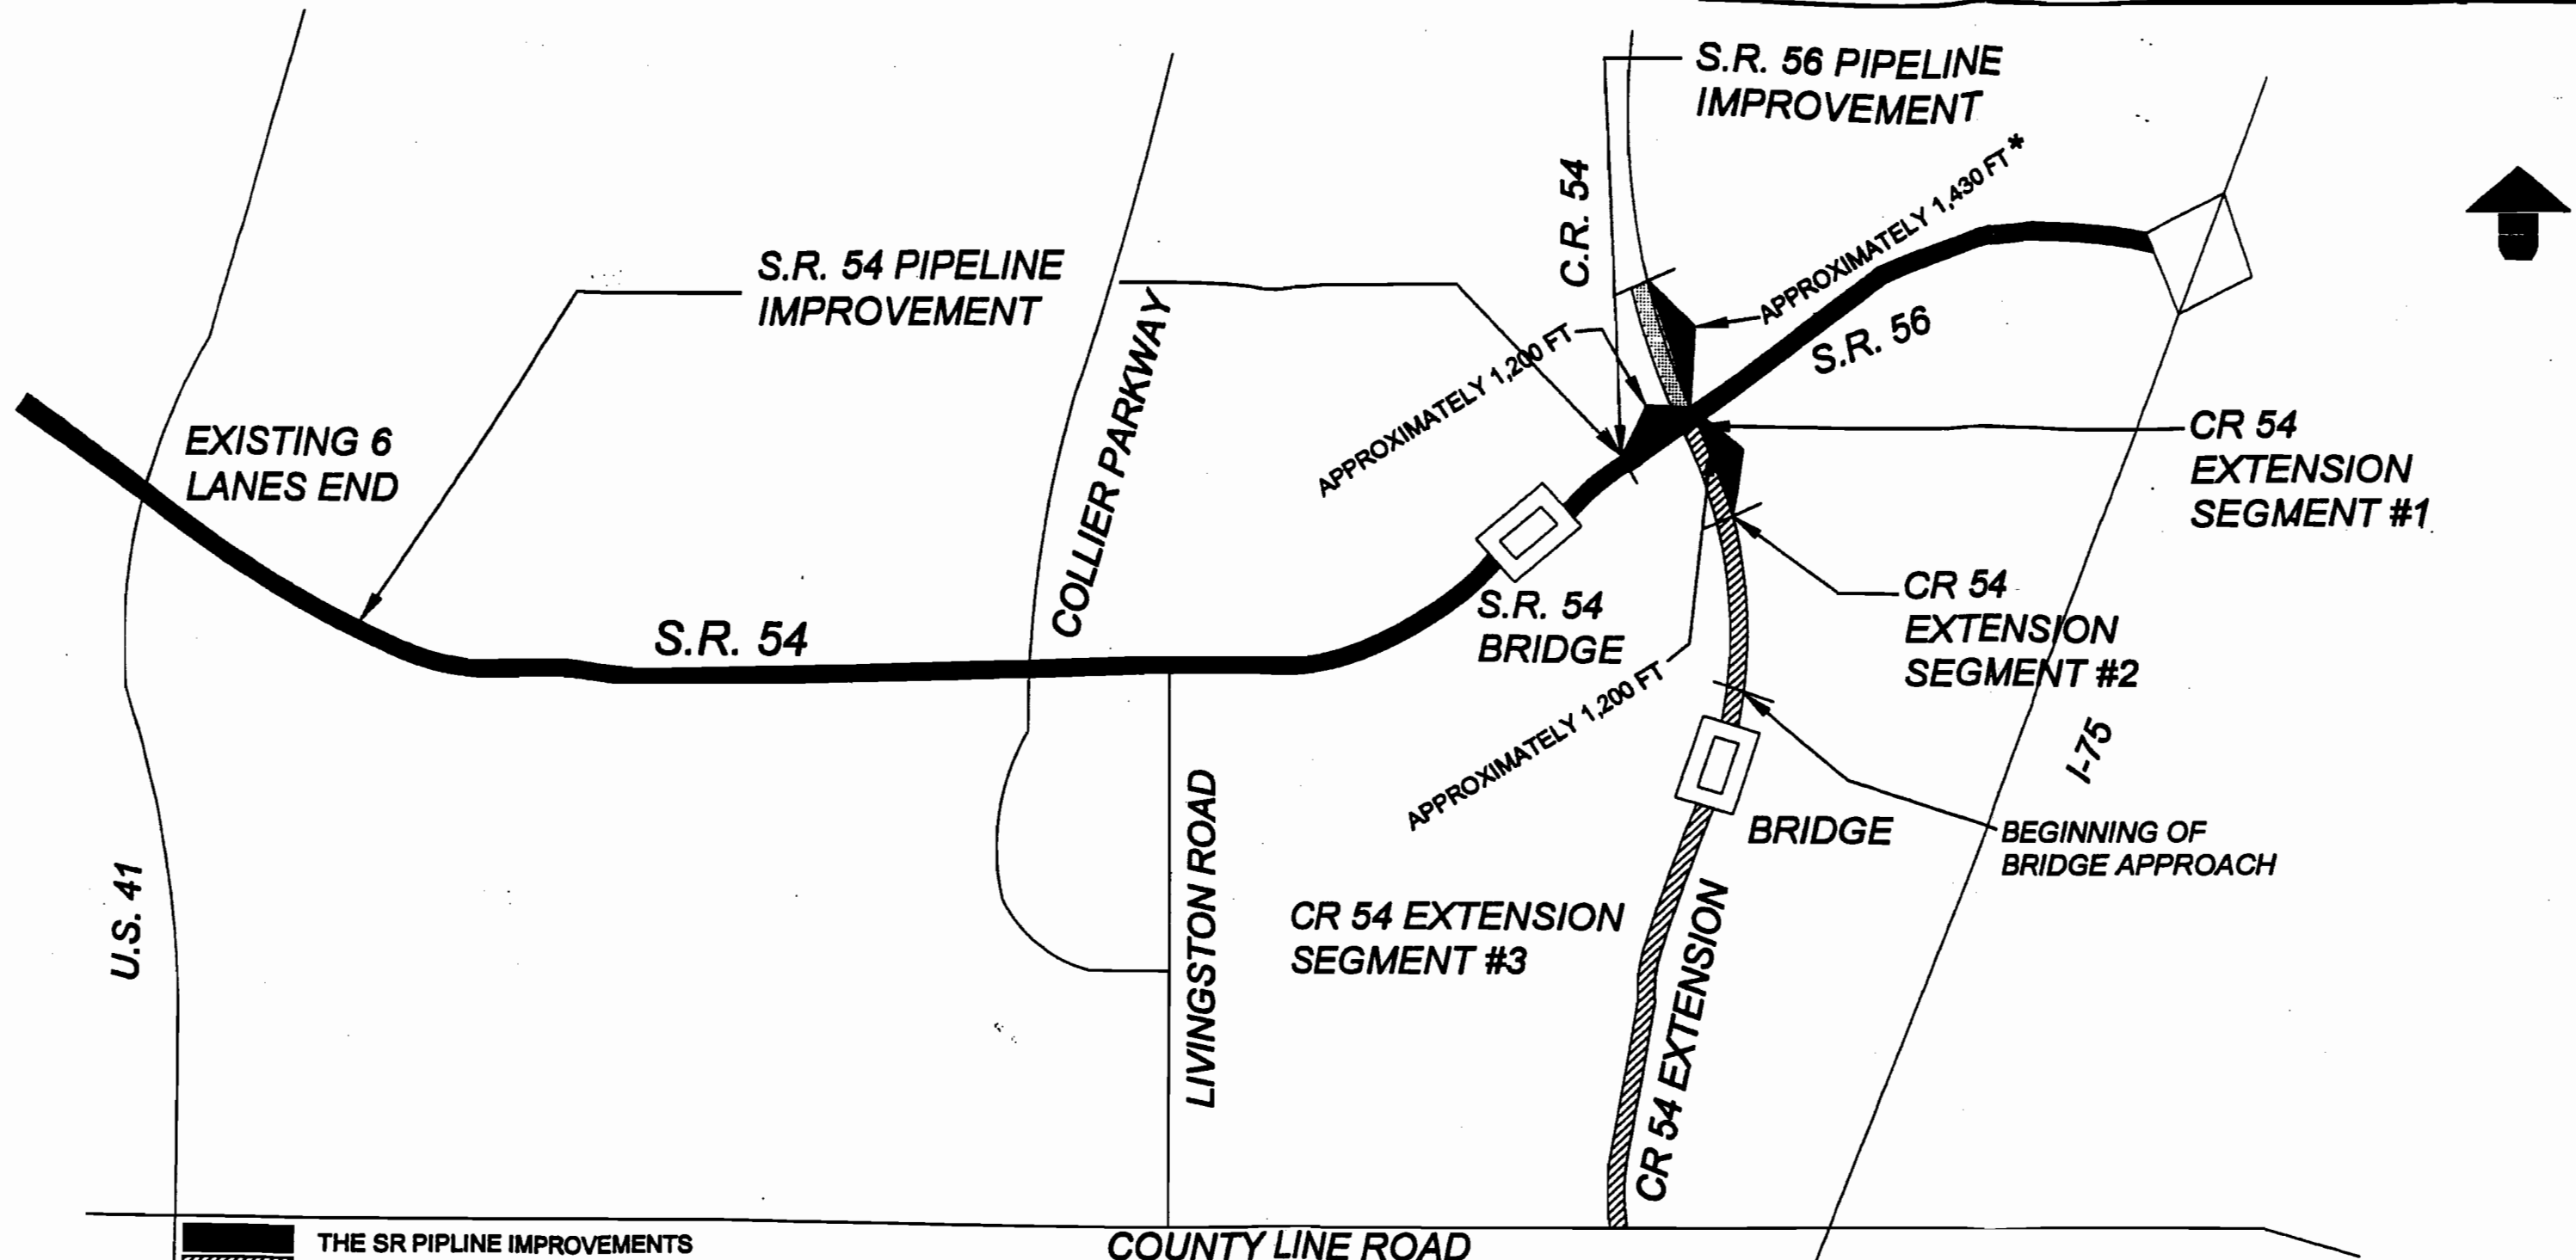 S.R. 56 PIPELINE
IMPROVEMENT
C.R. 54
APPROXIMATELY 1,430 FT *
S.R. 54 PIPELINE
IMPROVEMENT
COLLIER PARKWAY
APPROXIMATELY 1,200 FT
S.R. 56
EXISTING 6
LANES END
CR 54
EXTENSION
SEGMENT #1
S.R. 54
S.R. 54
BRIDGE
CR 54
EXTENSION
SEGMENT #2
APPROXIMATELY 1,200 FT
I-75
LIVINGSTON ROAD
BRIDGE
BEGINNING OF
BRIDGE APPROACH
U.S. 41
CR 54 EXTENSION
SEGMENT #3
CR 54 EXTENSION
THE SR PIPLINE IMPROVEMENTS
COUNTY LINE ROAD